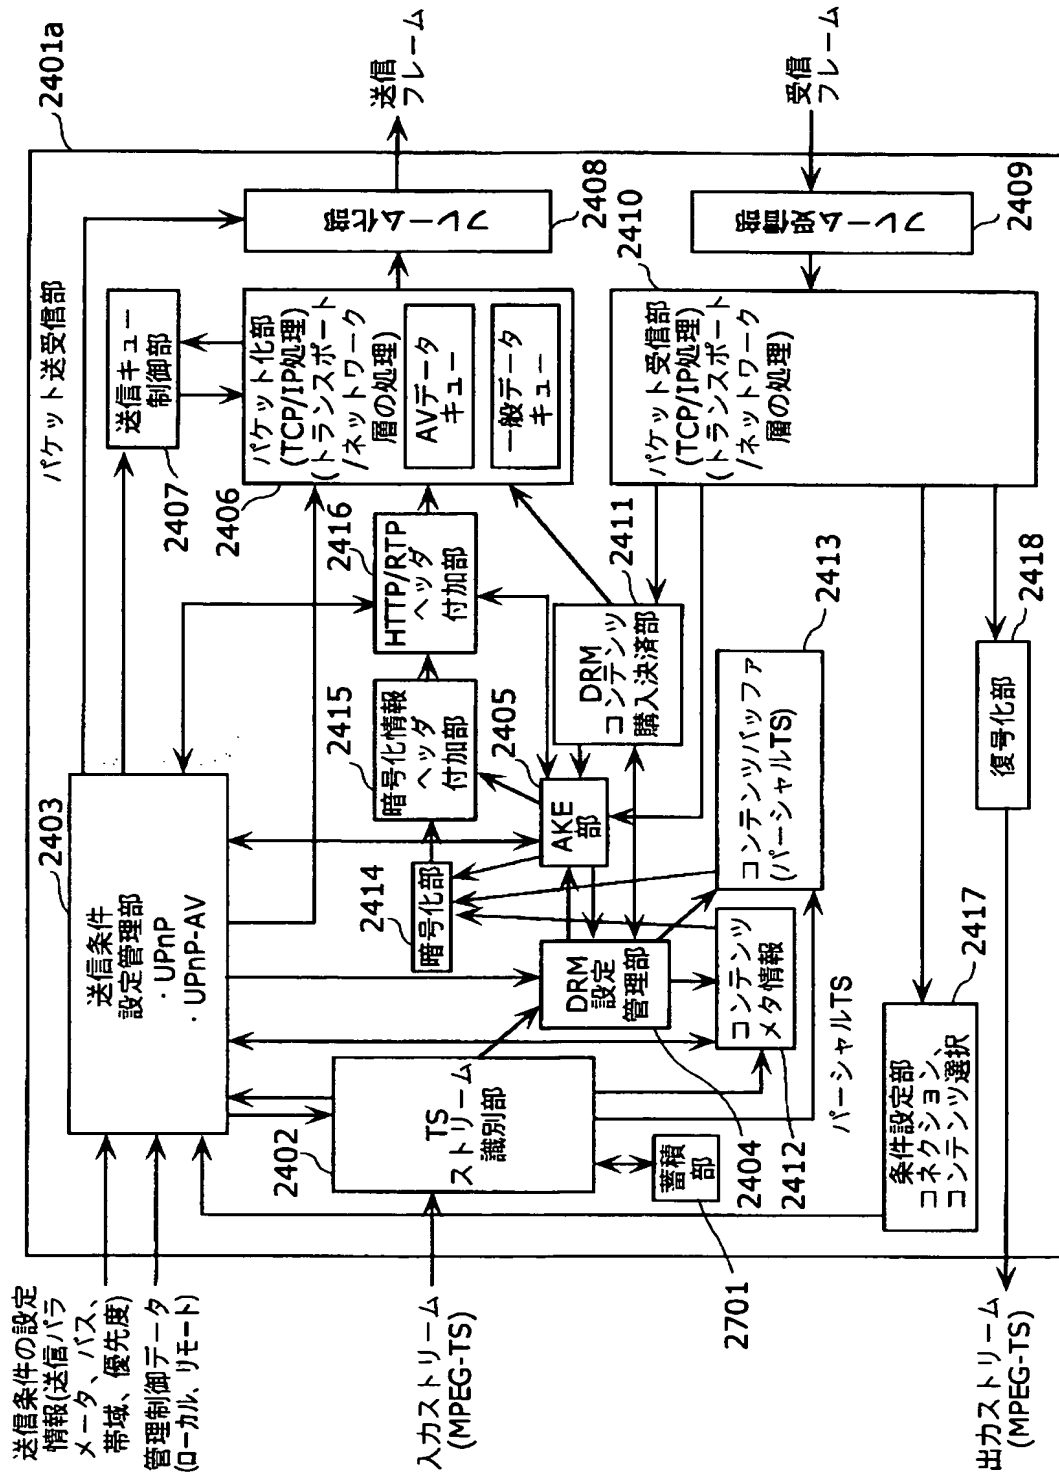 2401a
パケット送受信部
送信条件の設定
情報(送信パラ
メータ、パス、
帯域、優先度)
管理制御データ
(ローカル、リモート)
2403
送信条件
設定管理部
・UPnP
・UPnP-AV
2407
送信キュー
制御部
送信
フレーム
フレーム化部
2408
2406
パケット化部
(TCP/IP処理)
(トランスポート
/ネットワーク
層の処理)
AVデータ
キュー
一般データ
キュー
2416
HTTP/RTP
ヘッダ
付加部
2415
暗号化情報
ヘッダ
付加部
2414
暗号化部
2405
AKE
部
2411
DRM
コンテンツ
購入決済部
2402
TS
ストリーム
識別部
入力ストリーム
(MPEG-TS)
DRM
設定
管理部
2404
蓄積
部
2701
コンテンツ
メタ情報
2412
パーシャルTS
コンテンツバッファ
(パーシャルTS)
2413
受信
フレーム
2409
2410
パケット受信部
(TCP/IP処理)
(トランスポート
/ネットワーク
層の処理)
条件設定部
コネクション、
コンテンツ選択
2417
復号化部
2418
出力ストリーム
(MPEG-TS)